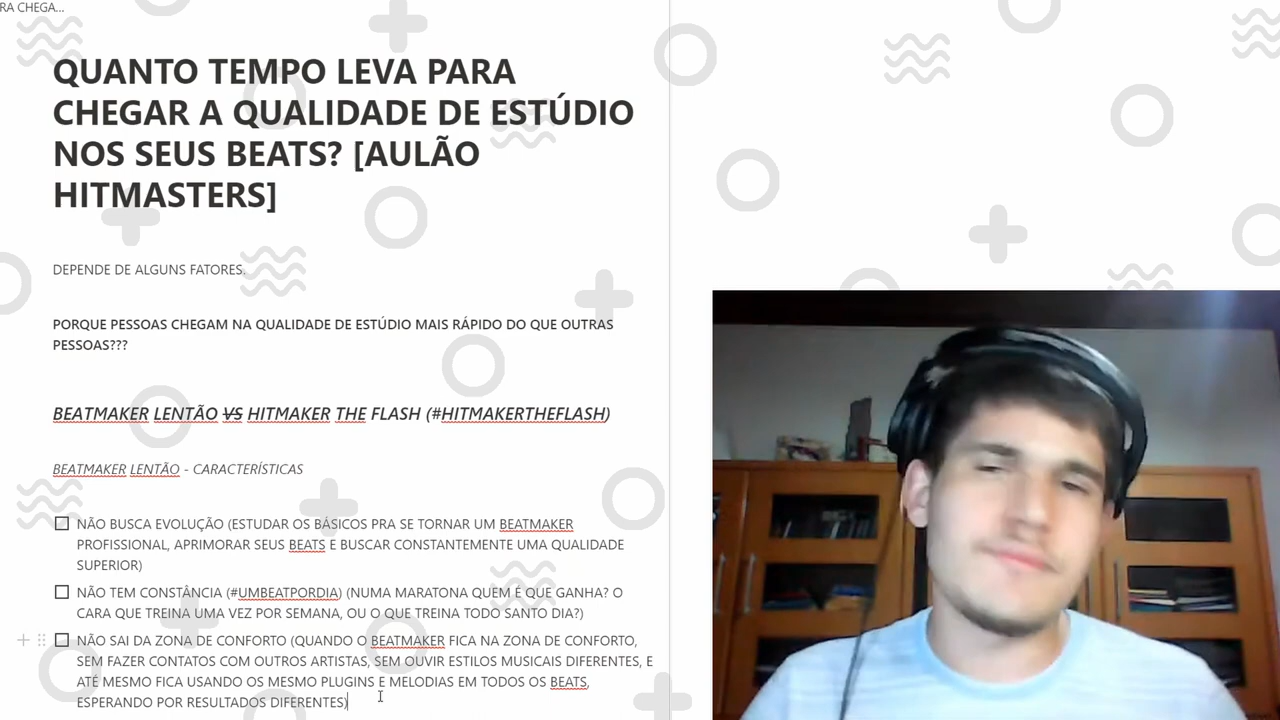 RA CHEGA...
QUANTO TEMPO LEVA PARA
CHEGAR A QUALIDADE DE ESTÚDIO
NOS SEUS BEATS? [AULÃO
HITMASTERS]
DEPENDE DE ALGUNS FATORES.
PORQUE PESSOAS CHEGAM NA QUALIDADE DE ESTÚDIO MAIS RÁPIDO DO QUE OUTRAS
PESSOAS???
BEATMAKER LENTÃO VS HITMAKER THE FLASH (#HITMAKERTHEFLASH)
BEATMAKER LENTÃO - CARACTERÍSTICAS
NÃO BUSCA EVOLUÇÃO (ESTUDAR OS BÁSICOS PRA SE TORNAR UM BEATMAKER
PROFISSIONAL, APRIMORAR SEUS BEATS E BUSCAR CONSTANTEMENTE UMA QUALIDADE
SUPERIOR)
NÃO TEM CONSTÂNCIA (#UMBEATPORDIA) (NUMA MARATONA QUEM É QUE GANHA? O
CARA QUE TREINA UMA VEZ POR SEMANA, OU O QUE TREINA TODO SANTO DIA?)
NÃO SAI DA ZONA DE CONFORTO (QUANDO O BEATMAKER FICA NA ZONA DE CONFORTO,
SEM FAZER CONTATOS COM OUTROS ARTISTAS, SEM OUVIR ESTILOS MUSICAIS DIFERENTES, E
ATÉ MESMO FICA USANDO OS MESMO PLUGINS E MELODIAS EM TODOS OS BEATS,
ESPERANDO POR RESULTADOS DIFERENTES)